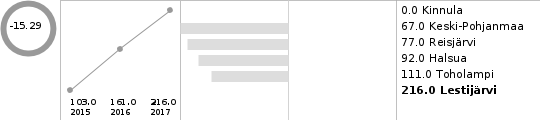 -15.29
103.0 161.0 216.0
2015 2016 2017
0.0 Kinnula
67.0 Keski-Pohjanmaa
77.0 Reisjärvi
92.0 Halsua
111.0 Toholampi
216.0 Lestijärvi